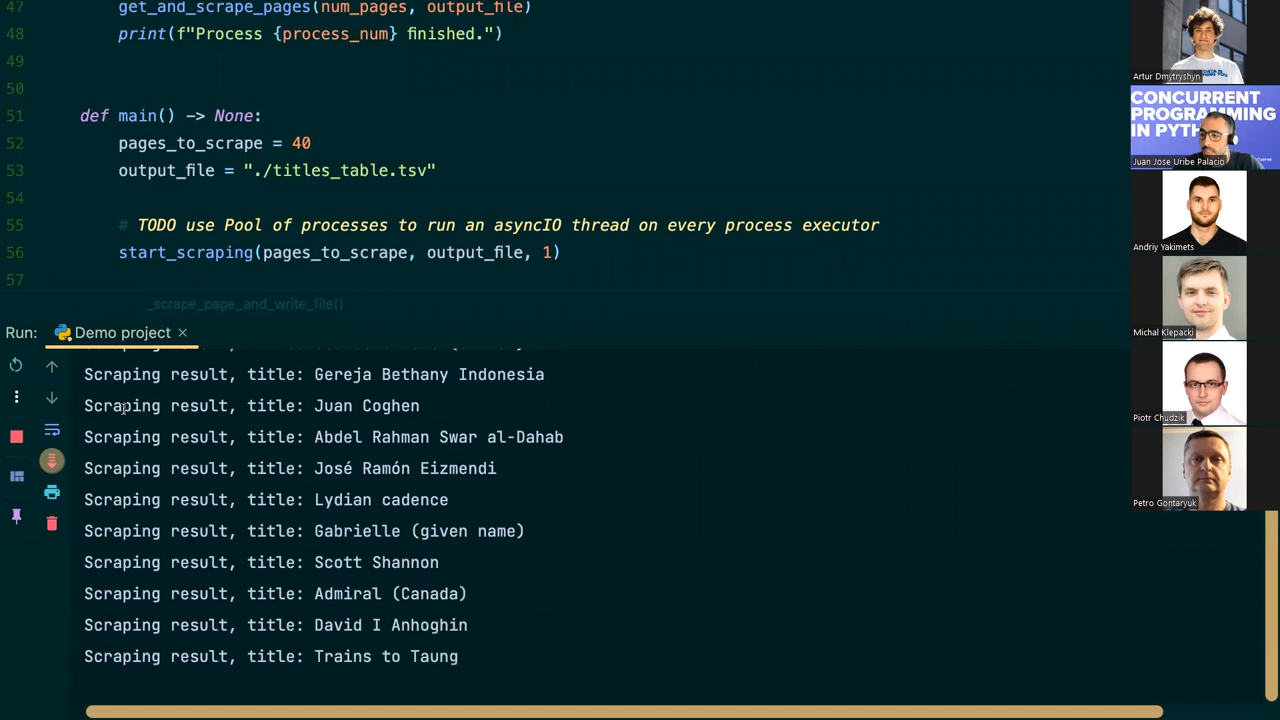 47 get_and_scrape_pages(num_pages, output_file)
48 print(f"Process {process_num} finished.")
49
50
51 def main() -> None:
52 pages_to_scrape = 40
53 output_file = "./titles_table.tsv"
54
55 # TODO use Pool of processes to run an asyncIO thread on every process executor
56 start_scraping(pages_to_scrape, output_file, 1)
57
_scrape_page_and_write_file()
Run: Demo project
Scraping result, title: Gereja Bethany Indonesia
Scraping result, title: Juan Coghen
Scraping result, title: Abdel Rahman Swar al-Dahab
Scraping result, title: José Ramón Eizmendi
Scraping result, title: Lydian cadence
Scraping result, title: Gabrielle (given name)
Scraping result, title: Scott Shannon
Scraping result, title: Admiral (Canada)
Scraping result, title: David I Anhoghin
Scraping result, title: Trains to Taung
Artur Dmytryshyn
CONCURRENT
PROGRAMMING
IN PYTH
Juan Jose Uribe Palacio
Andriy Yakimets
Michal Klepacki
Piotr Chudzik
Petro Gontaryuk